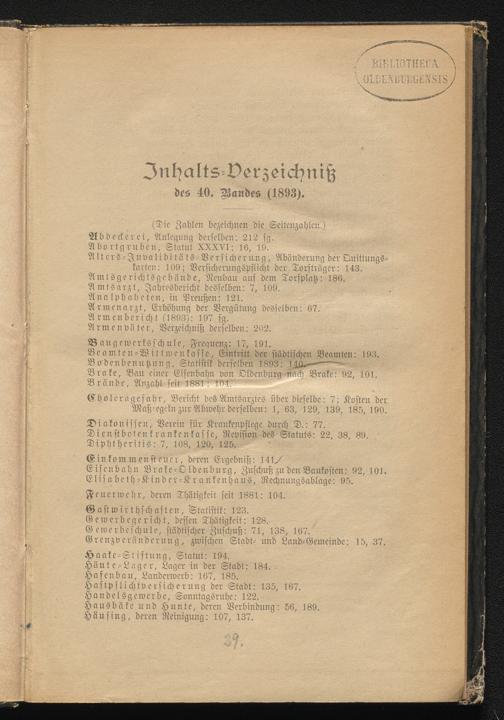 BIBLIOTHECA
OLDENBURGENSIS
Inhalts-Verzeichniß
des 40. Bandes (1893).
(Die Zahlen bezeichnen die Seitenzahlen.)
Abdeckerei, Anlegung derselben: 212 fg.
Abortgruben, Statut XXXVI: 16, 19.
Alters-Invaliditäts-Versicherung, Abänderung der Quittungs-
karten: 109; Versicherungspflicht der Torfträger: 143.
Amtsgerichtsgebäude, Neubau auf dem Torfplatz: 186.
Amtsarzt, Jahresbericht desselben: 7, 109.
Analphabeten, in Preußen: 121.
Armenarzt, Erhöhung der Vergütung desselben: 67.
Armenbericht (1893): 197 fg.
Armenväter, Verzeichniß derselben: 202.
Baugewerksschule, Frequenz: 17, 191.
Beamten-Wittwenkasse, Eintritt der städtischen Beamten: 193.
Bodenbenutzung, Statistik derselben 1893: 140.
Brake, Bau einer Eisenbahn von Oldenburg nach Brake: 92, 101.
Brände, Anzahl seit 1881: 104.
Choleragefahr, Bericht des Amtsarztes über dieselbe: 7; Kosten der
Maßregeln zur Abwehr derselben: 1, 63, 129, 139, 185, 190.
Diakonissen, Verein für Krankenpflege durch D.: 77.
Dienstbotenkrankenkasse, Revision des Statuts: 22, 38, 89.
Diphtheritis: 7, 108, 120, 125.
Einkommensteuer, deren Ergebniß: 141
Eisenbahn Brake-Oldenburg, Zuschuß zu den Baukosten: 92, 101.
Elisabeth-Kinder-Krankenhaus, Rechnungsablage: 95.
Feuerwehr, deren Thätigkeit seit 1881: 104.
Gastwirthschaften, Statistik: 123.
Gewerbegericht, dessen Thätigkeit: 128.
Gewerbeschule, städtischer Zuschuß: 71, 138, 167.
Grenzveränderung, zwischen Stadt- und Land-Gemeinde: 15, 37.
Haake-Stiftung, Statut: 194.
Häute-Lager, Lager in der Stadt: 184.
Hafenbau, Landerwerb: 167, 185.
Haftpflichtversicherung der Stadt: 135, 167.
Handelsgewerbe, Sonntagsruhe: 122.
Hausbäke und Hunte, deren Verbindung: 56, 189.
Häusing, deren Reinigung: 107, 137.
29.